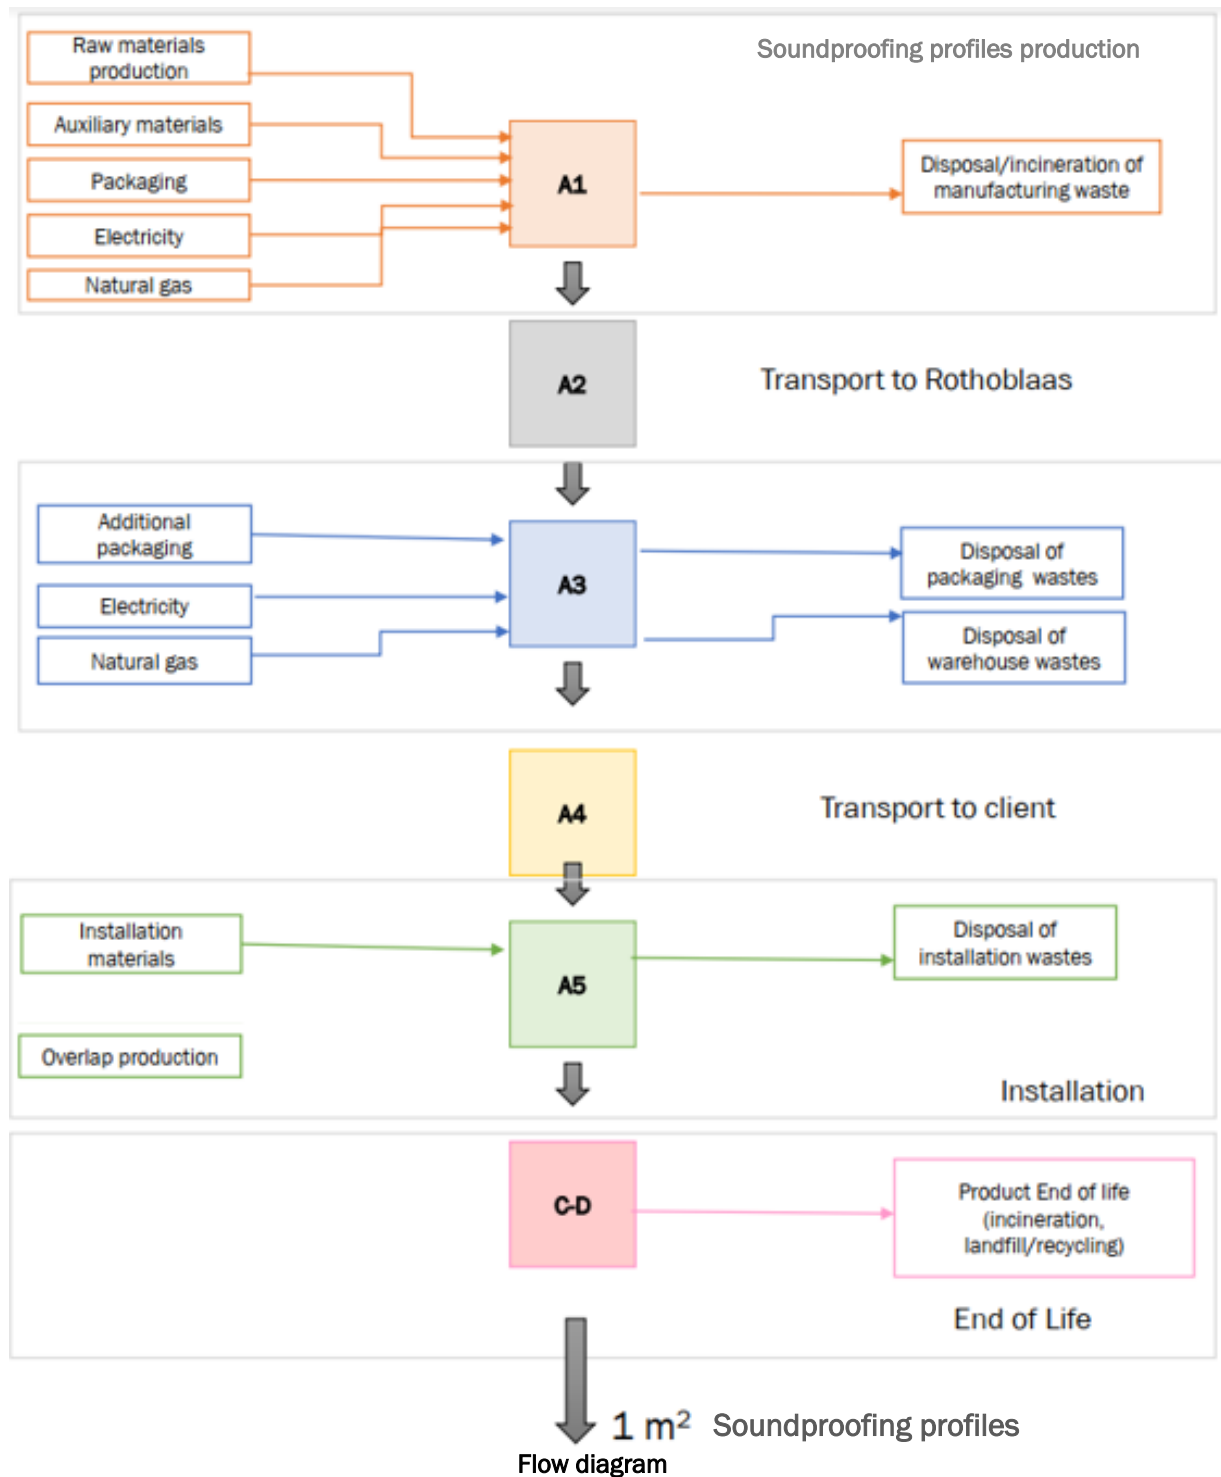 Soundproofing profiles production
Raw materials
production
Auxiliary materials
Packaging
Electricity
Natural gas
A1
Disposal/incineration of
manufacturing waste
A2
Transport to Rothoblaas
Additional
packaging
Electricity
Natural gas
A3
Disposal of
packaging wastes
Disposal of
warehouse wastes
A4
Transport to client
Installation
materials
Overlap production
A5
Disposal of
installation wastes
Installation
C-D
Product End of life
(incineration,
landfill/recycling)
End of Life
1 m² Soundproofing profiles
Flow diagram